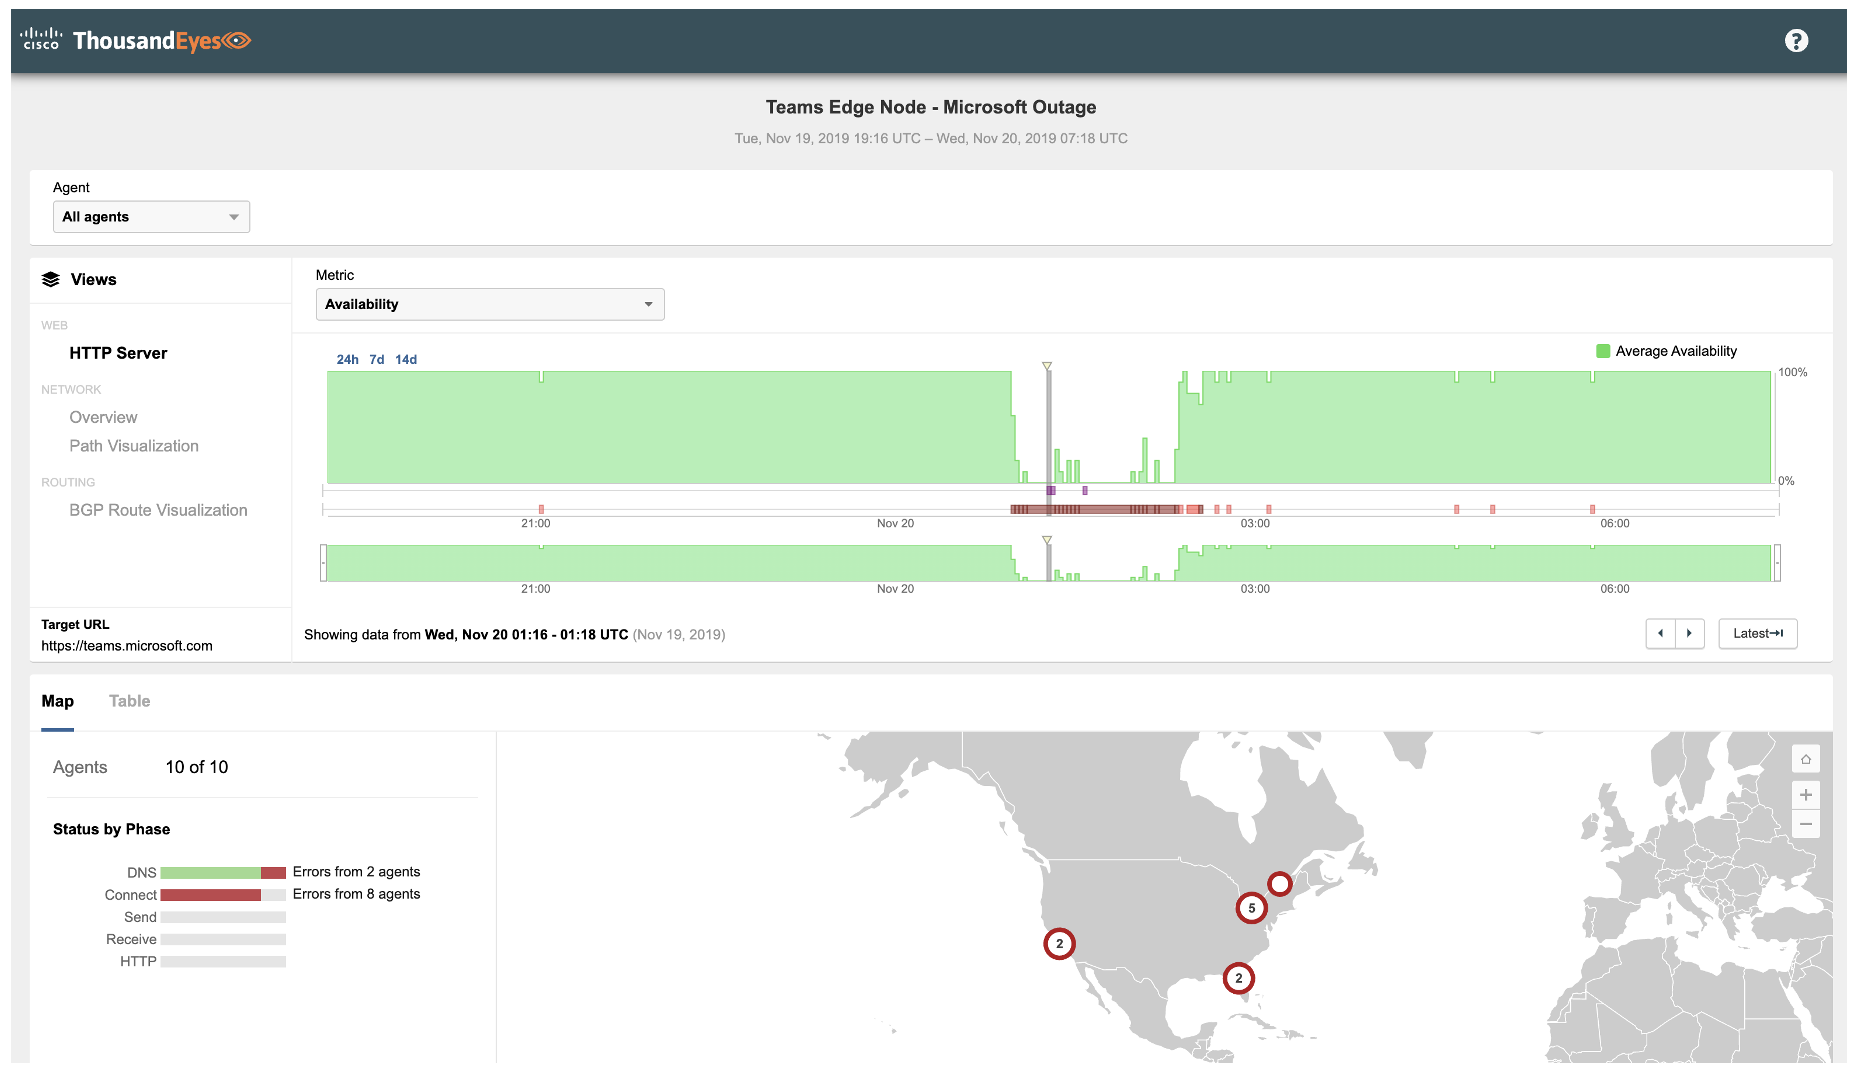 CISCO ThousandEyes
?
Teams Edge Node - Microsoft Outage
Tue, Nov 19, 2019 19:16 UTC – Wed, Nov 20, 2019 07:18 UTC
Agent
All agents
Views
WEB
HTTP Server
NETWORK
Overview
Path Visualization
ROUTING
BGP Route Visualization
Target URL
https://teams.microsoft.com
Metric
Availability
24h 7d 14d
Average Availability
100%
0%
21:00 Nov 20 03:00 06:00
21:00 Nov 20 03:00 06:00
Showing data from Wed, Nov 20 01:16 - 01:18 UTC (Nov 19, 2019)
Latest
Map Table
Agents 10 of 10
Status by Phase
DNS Errors from 2 agents
Connect Errors from 8 agents
Send
Receive
HTTP
5
2
2
+
−